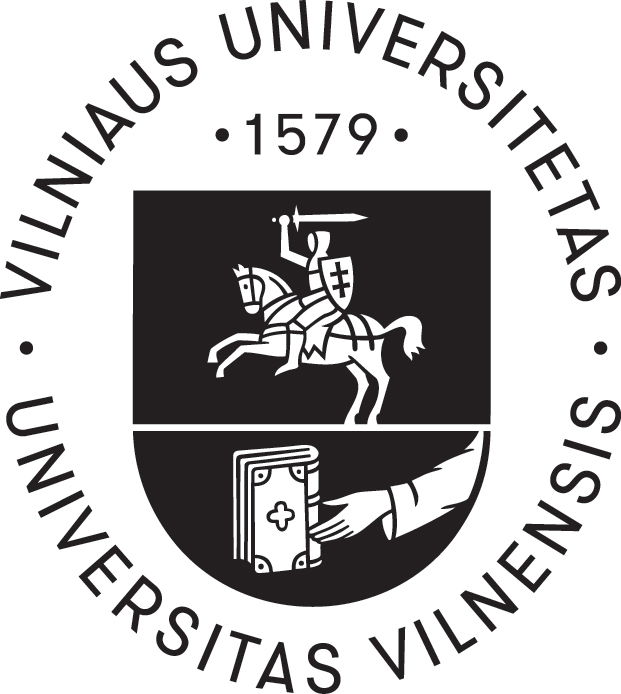 VILNIAUS UNIVERSITETAS
• 1579 •
• UNIVERSITAS VILNENSIS •